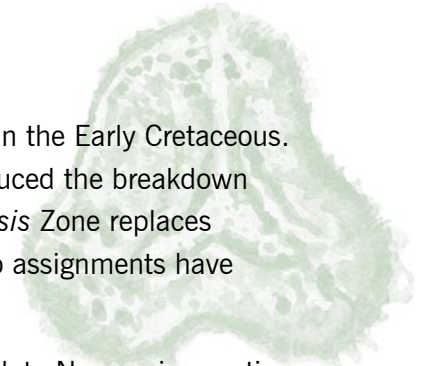 n the Early Cretaceous.
uced the breakdown
sis Zone replaces
o assignments have